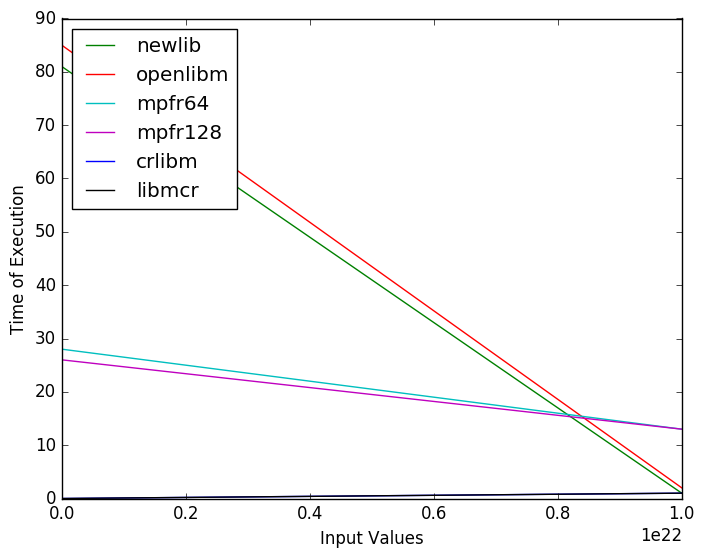 90
80
70
60
50
40
30
20
10
0
Time of Execution
newlib
openlibm
mpfr64
mpfr128
crlibm
libmcr
0.0 0.2 0.4 0.6 0.8 1.0
1e22
Input Values